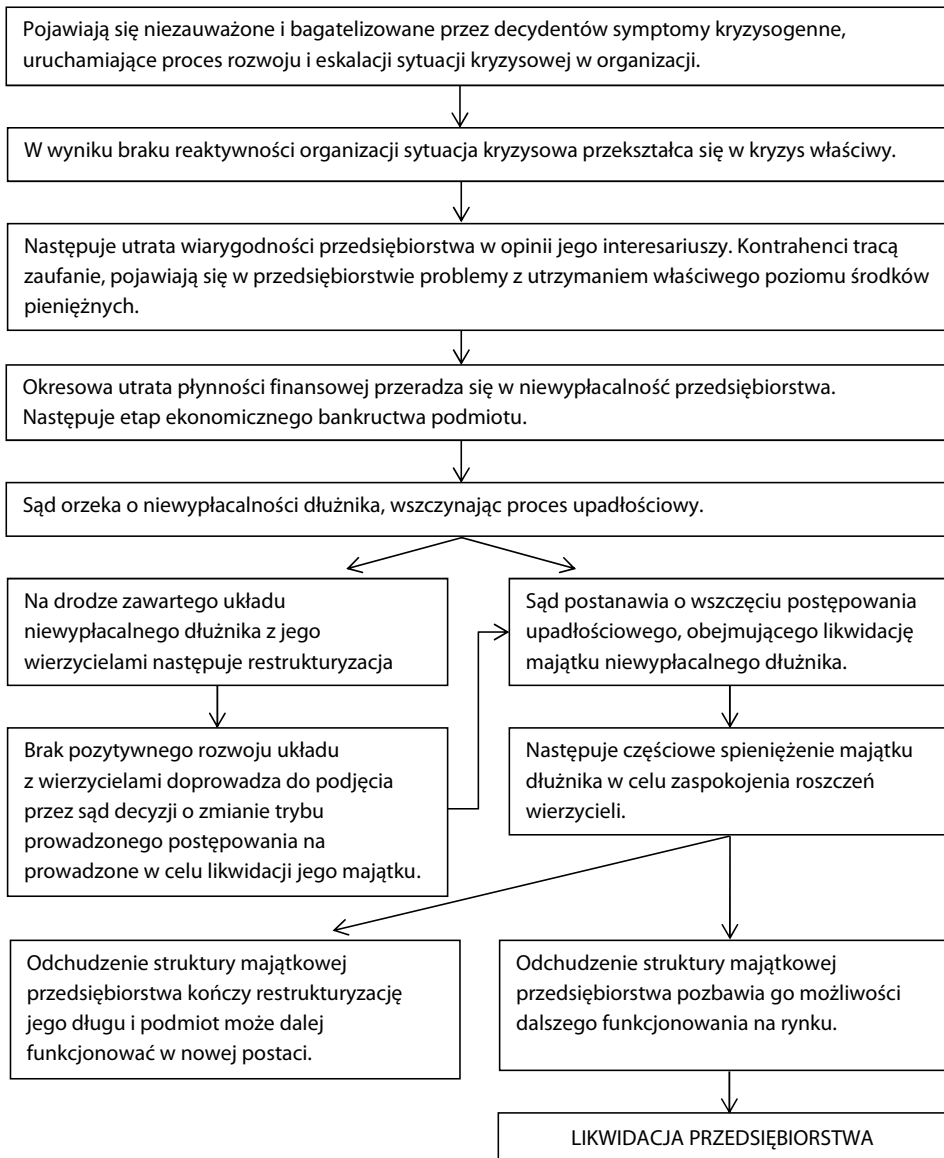 Pojawiają się niezauważone i bagatelizowane przez decydentów symptomy kryzysogenne,
uruchamiające proces rozwoju i eskalacji sytuacji kryzysowej w organizacji.
W wyniku braku reaktywności organizacji sytuacja kryzysowa przekształca się w kryzys właściwy.
Następuje utrata wiarygodności przedsiębiorstwa w opinii jego interesariuszy. Kontrahenci tracą
zaufanie, pojawiają się w przedsiębiorstwie problemy z utrzymaniem właściwego poziomu środków
pieniężnych.
Okresowa utrata płynności finansowej przeradza się w niewypłacalność przedsiębiorstwa.
Następuje etap ekonomicznego bankructwa podmiotu.
Sąd orzeka o niewypłacalności dłużnika, wszczynając proces upadłościowy.
Na drodze zawartego układu
niewypłacalnego dłużnika z jego
wierzycielami następuje restrukturyzacja
Sąd postanawia o wszczęciu postępowania
upadłościowego, obejmującego likwidację
majątku niewypłacalnego dłużnika.
Brak pozytywnego rozwoju układu
z wierzycielami doprowadza do podjęcia
przez sąd decyzji o zmianie trybu
prowadzonego postępowania na
prowadzone w celu likwidacji jego majątku.
Następuje częściowe spieniężenie majątku
dłużnika w celu zaspokojenia roszczeń
wierzycieli.
Odchudzenie struktury majątkowej
przedsiębiorstwa kończy restrukturyzację
jego długu i podmiot może dalej
funkcjonować w nowej postaci.
Odchudzenie struktury majątkowej
przedsiębiorstwa pozbawia go możliwości
dalszego funkcjonowania na rynku.
LIKWIDACJA PRZEDSIĘBIORSTWA